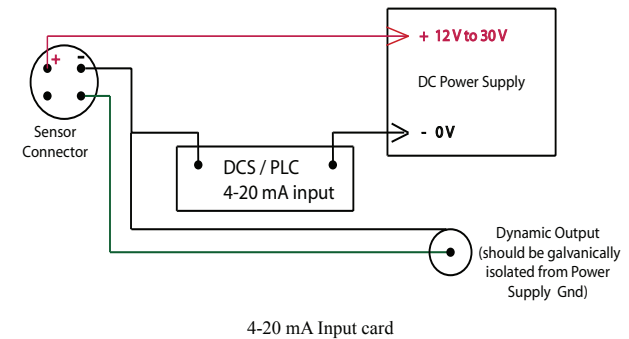 + 12 V to 30 V
+ -
DC Power Supply
Sensor
Connector
- 0 V
DCS / PLC
4-20 mA input
Dynamic Output
(should be galvanically
isolated from Power
Supply Gnd)
4-20 mA Input card